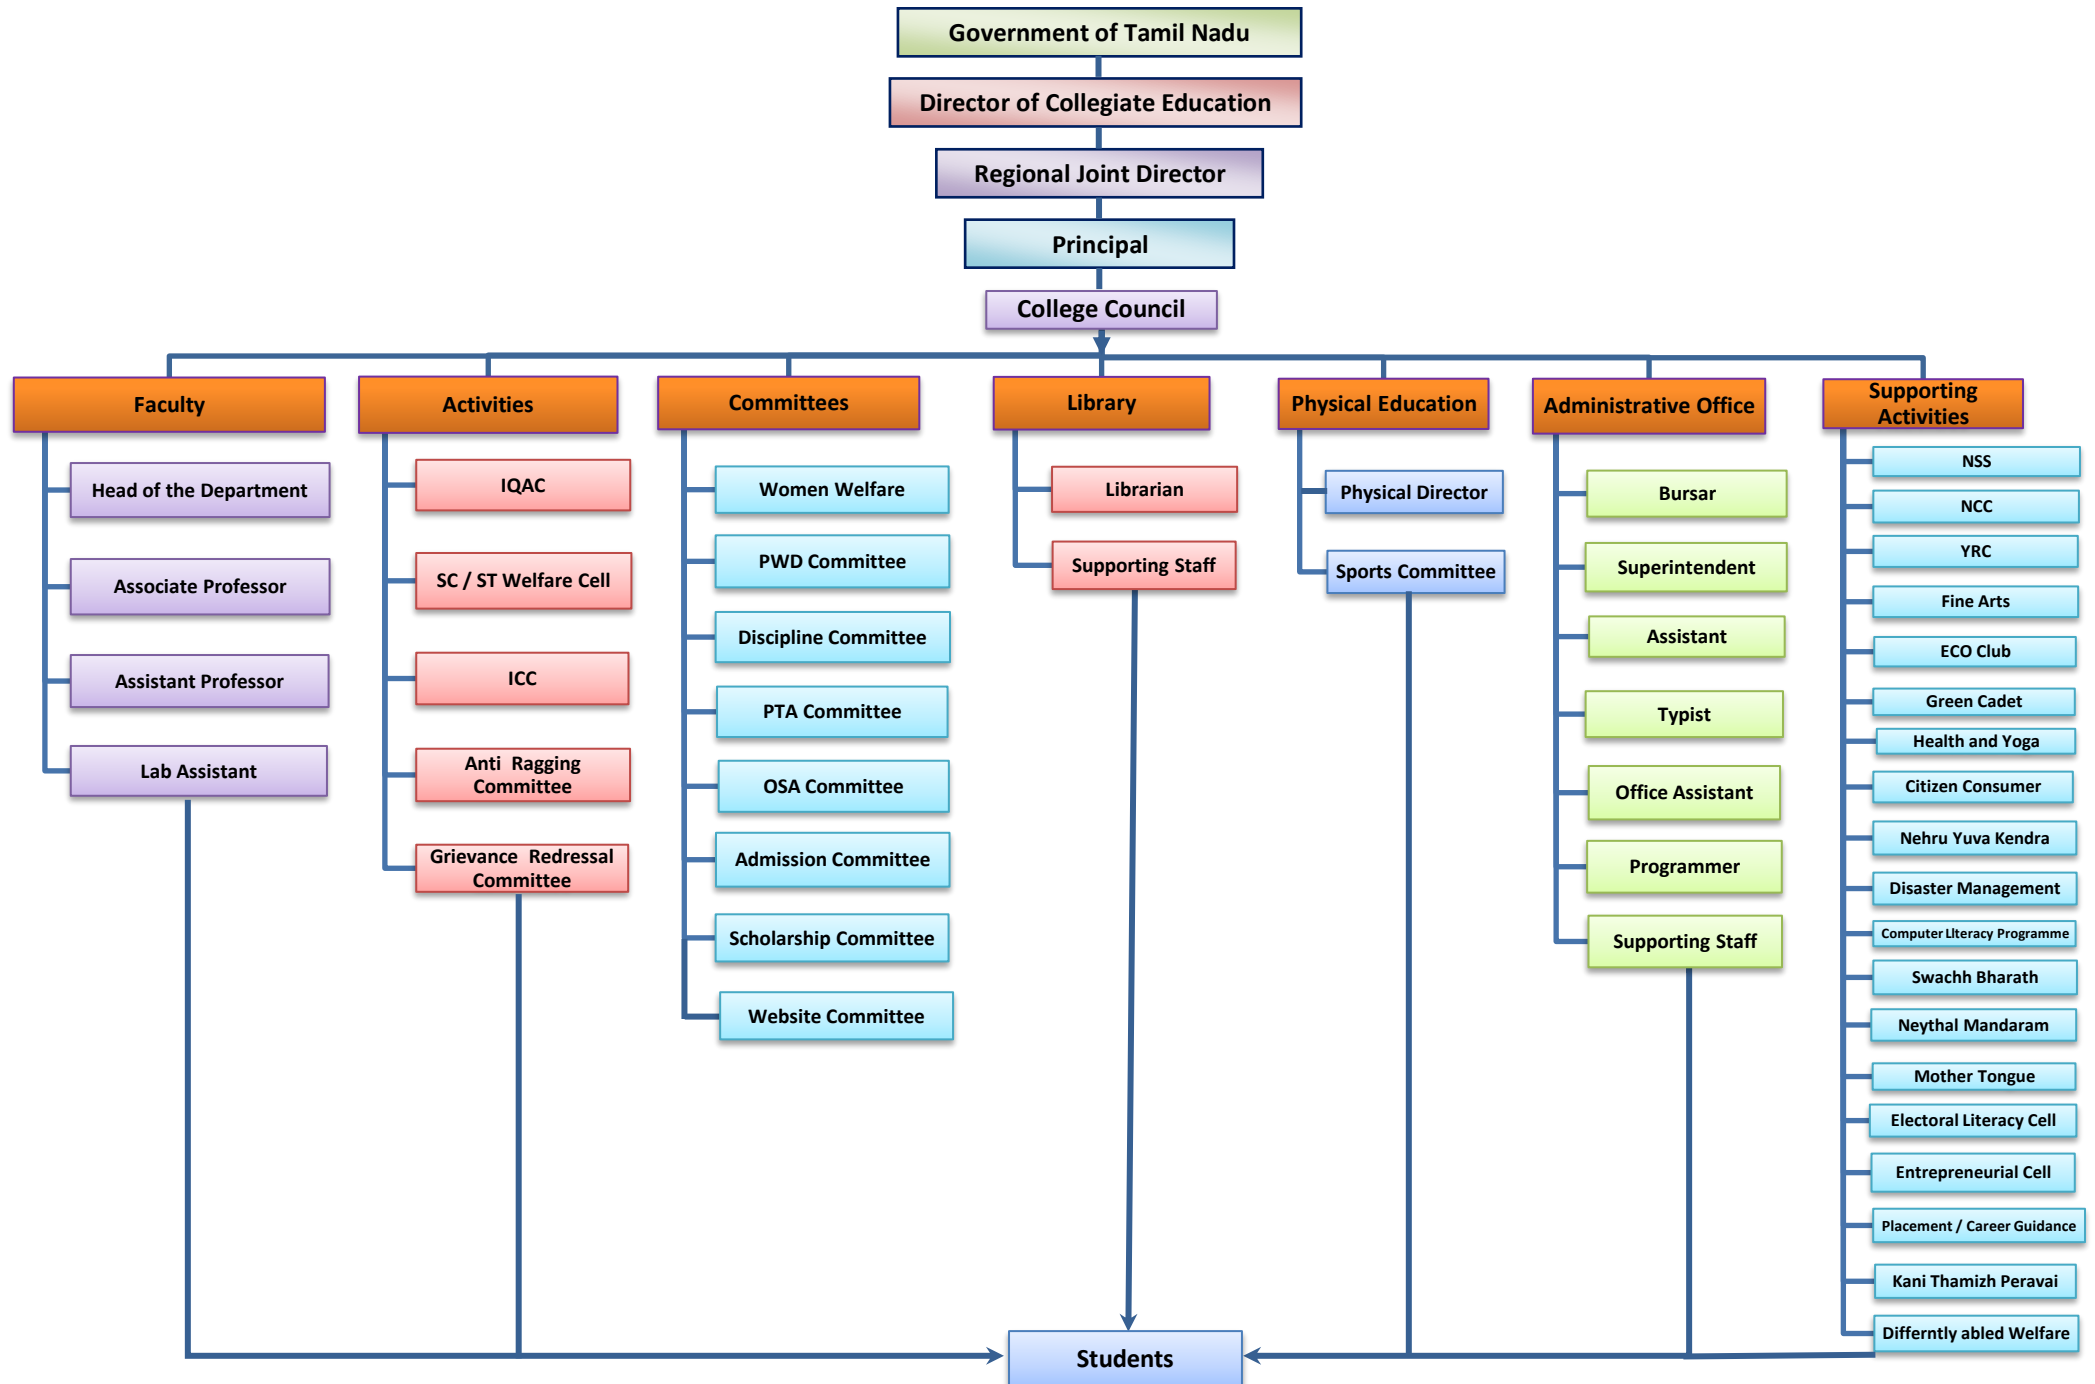 Government of Tamil Nadu
Director of Collegiate Education
Regional Joint Director
Principal
College Council
Faculty
Head of the Department
Associate Professor
Assistant Professor
Lab Assistant
Activities
IQAC
SC / ST Welfare Cell
ICC
Anti Ragging
Committee
Grievance Redressal
Committee
Committees
Women Welfare
PWD Committee
Discipline Committee
PTA Committee
OSA Committee
Admission Committee
Scholarship Committee
Website Committee
Library
Librarian
Supporting Staff
Physical Education
Physical Director
Sports Committee
Administrative Office
Bursar
Superintendent
Assistant
Typist
Office Assistant
Programmer
Supporting Staff
Supporting
Activities
NSS
NCC
YRC
Fine Arts
ECO Club
Green Cadet
Health and Yoga
Citizen Consumer
Nehru Yuva Kendra
Disaster Management
Computer LIteracy Programme
Swachh Bharath
Neythal Mandaram
Mother Tongue
Electoral Literacy Cell
Entrepreneurial Cell
Placement / Career Guidance
Kani Thamizh Peravai
Differntly abled Welfare
Students